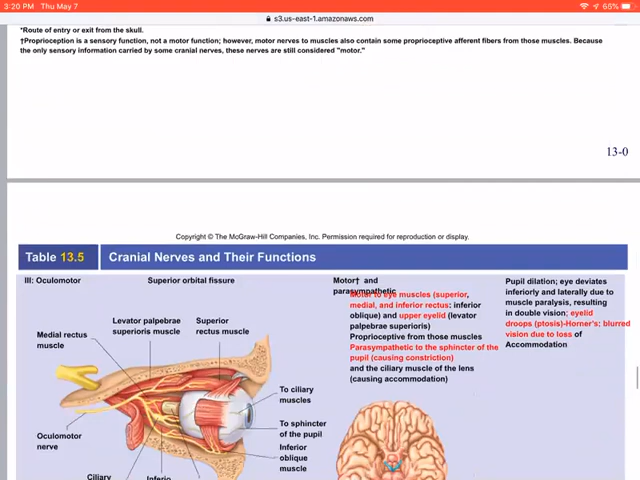 3:20 PM Thu May 7
65%
s3.us-east-1.amazonaws.com
*Route of entry or exit from the skull.
†Proprioception is a sensory function, not a motor function; however, motor nerves to muscles also contain some proprioceptive afferent fibers from those muscles. Because
the only sensory information carried by some cranial nerves, these nerves are still considered "motor."
13-0
Copyright © The McGraw-Hill Companies, Inc. Permission required for reproduction or display.
Table 13.5 Cranial Nerves and Their Functions
III: Oculomotor
Superior orbital fissure
Motor† and
parasympathetic
Motor to eye muscles (superior,
medial, and inferior rectus: inferior
oblique) and upper eyelid (levator
palpebrae superioris)
Proprioceptive from those muscles
Parasympathetic to the sphincter of the
pupil (causing constriction)
and the ciliary muscle of the lens
(causing accommodation)
Pupil dilation; eye deviates
inferiorly and laterally due to
muscle paralysis, resulting
in double vision; eyelid
droops (ptosis)-Horner's; blurred
vision due to loss of
Accommodation
Levator palpebrae
superioris muscle
Superior
rectus muscle
Medial rectus
muscle
To ciliary
muscles
To sphincter
of the pupil
Oculomotor
nerve
Inferior
oblique
muscle
Ciliary
Inferio